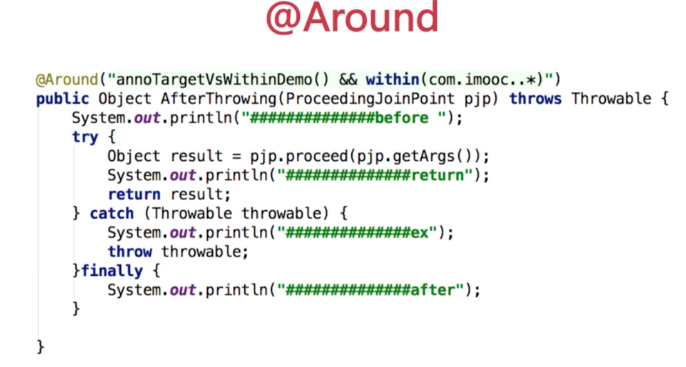 @Around
@Around("annoTargetVsWithinDemo() && within(com.imooc..*)")
public Object AfterThrowing(ProceedingJoinPoint pjp) throws Throwable {
    System.out.println("##############before ");
    try {
        Object result = pjp.proceed(pjp.getArgs());
        System.out.println("##############return");
        return result;
    } catch (Throwable throwable) {
        System.out.println("##############ex");
        throw throwable;
    }finally {
        System.out.println("##############after");
    }
}